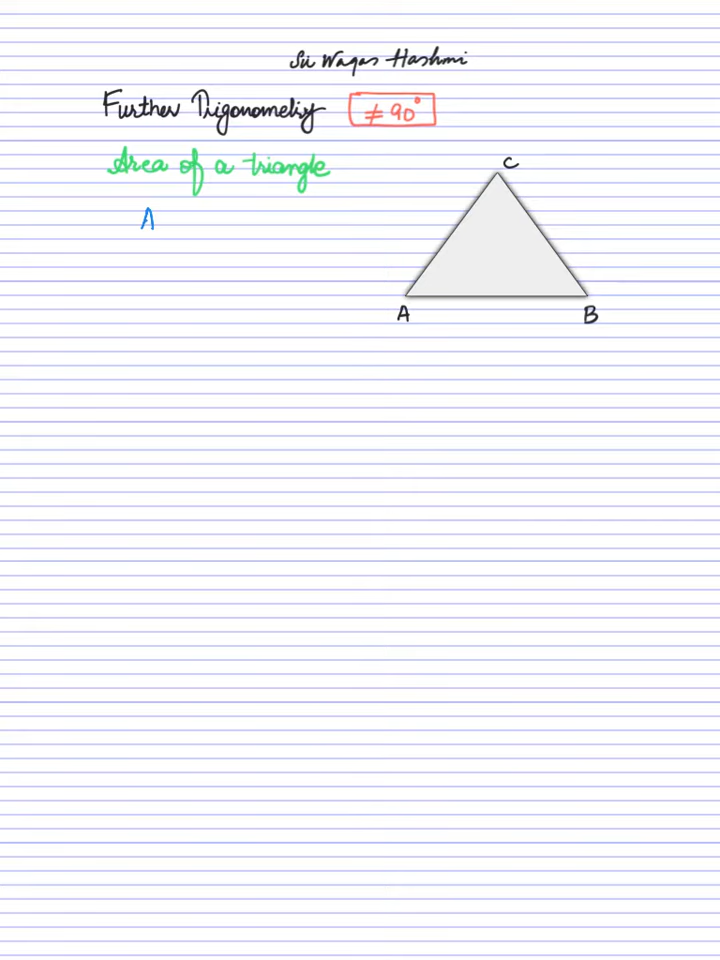 Sir Waqas Hashmi
Further Trigonometry ≠ 90°
Area of a triangle
C
A
A B